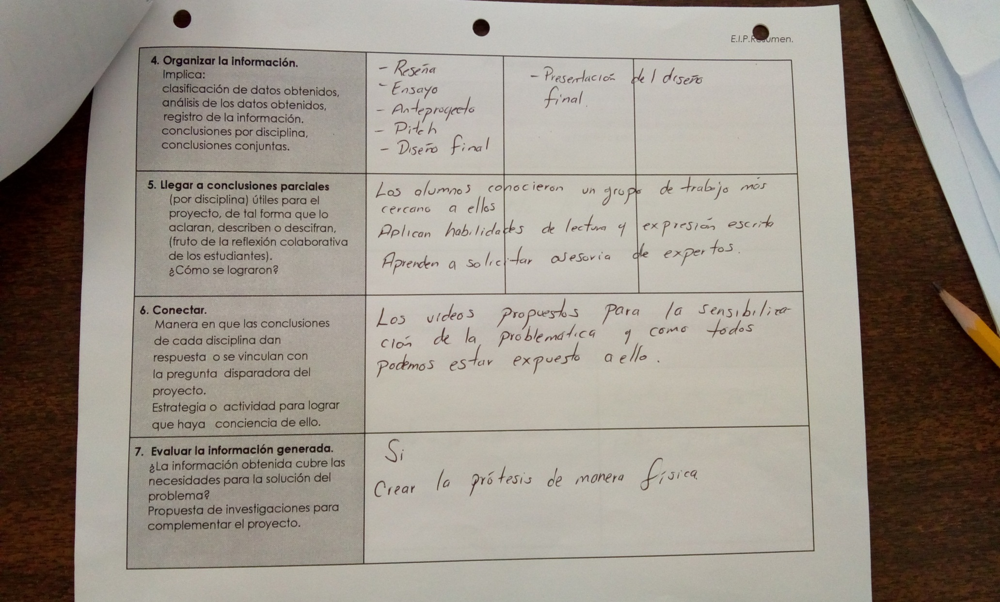 E.I.P.Resumen.
4. Organizar la información.
Implica:
clasificación de datos obtenidos,
análisis de los datos obtenidos,
registro de la información.
conclusiones por disciplina,
conclusiones conjuntas.
- Reseña
- Ensayo
- Anteproyecto
- Pitch
- Diseño final
- Presentación del diseño
final.
5. Llegar a conclusiones parciales
(por disciplina) útiles para el
proyecto, de tal forma que lo
aclaran, describen o descifran,
(fruto de la reflexión colaborativa
de los estudiantes).
¿Cómo se lograron?
Los alumnos conocieron un grupo de trabajo más
cercano a ellos
Aplican habilidades de lectura y expresión escrita
Aprenden a solicitar asesoria de expertos.
6. Conectar.
Manera en que las conclusiones
de cada disciplina dan
respuesta o se vinculan con
la pregunta disparadora del
proyecto.
Estrategia o actividad para lograr
que haya conciencia de ello.
Los videos propuestos para la sensibiliza-
ción de la problemática y como todos
podemos estar expuesto a ello.
7. Evaluar la información generada.
¿La información obtenida cubre las
necesidades para la solución del
problema?
Propuesta de investigaciones para
complementar el proyecto.
Si
Crear la prótesis de manera física.